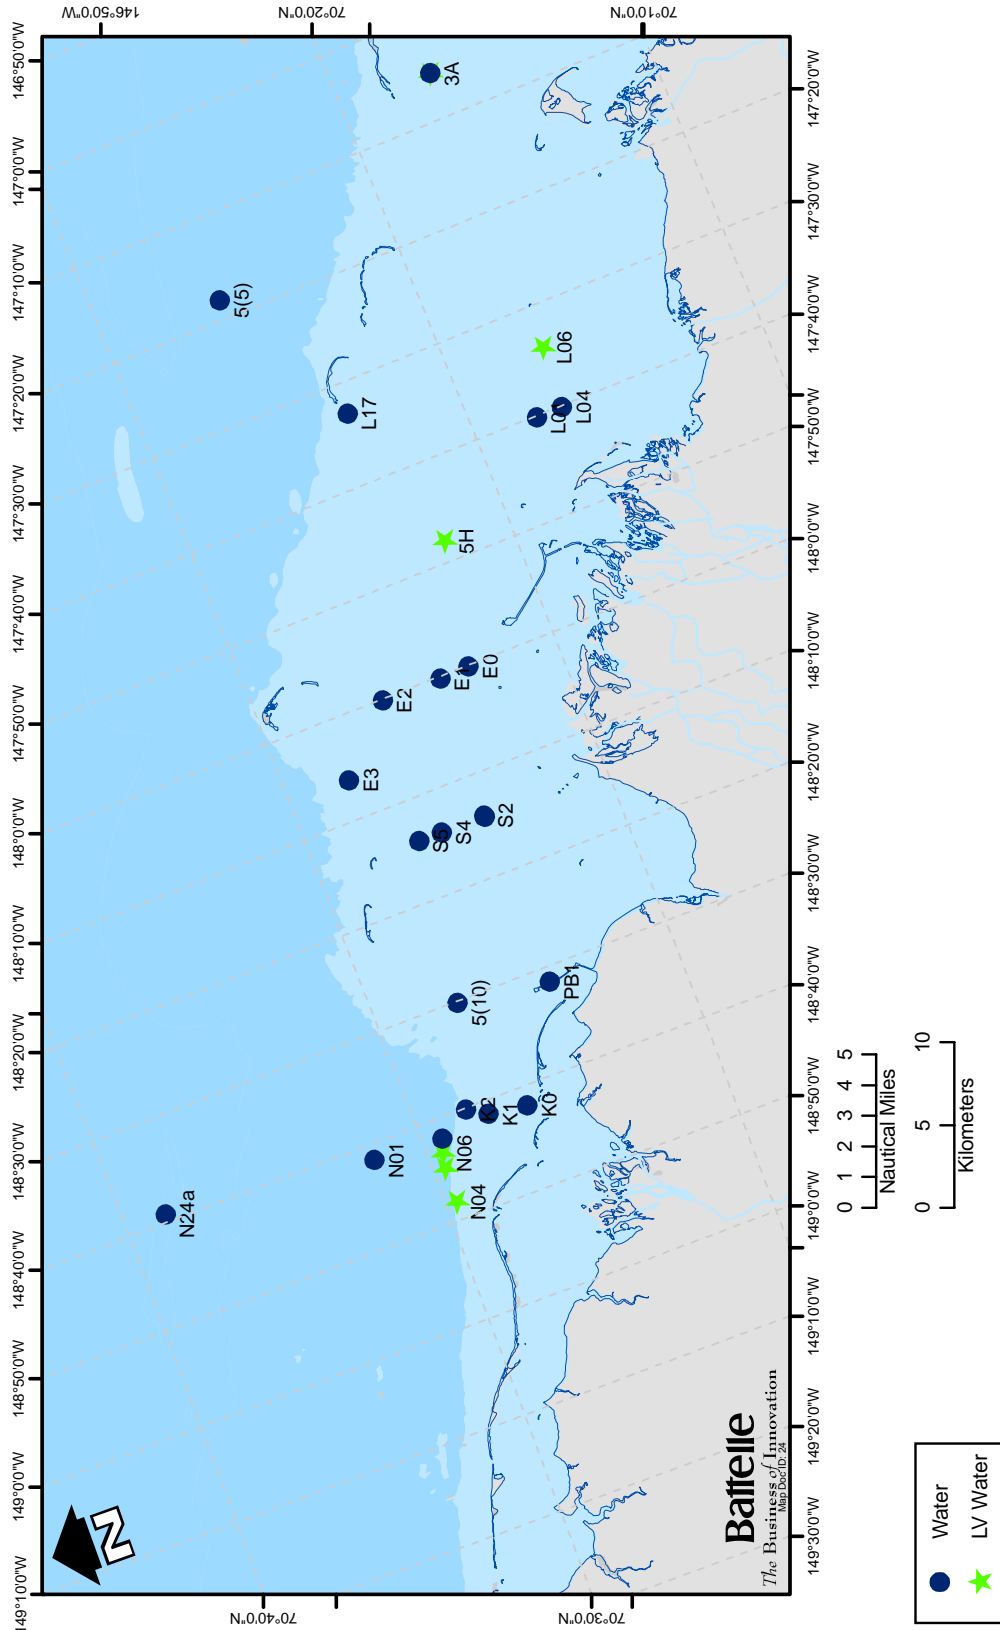 149°10'0"W
149°0'0"W
148°50'0"W
148°40'0"W
148°30'0"W
148°20'0"W
148°10'0"W
148°0'0"W
147°50'0"W
147°40'0"W
147°30'0"W
147°20'0"W
147°10'0"W
147°0'0"W
146°50'0"W
146°50'0"W
70°20'0"N
70°10'0"N
70°40'0"N
70°30'0"N
N
N24a
N01
N04
N06
K2
K1
K0
5(10)
PB1
S5
S4
S2
E3
E2
E1
E0
5H
L17
L04
L06
5(5)
3A
Battelle
The Business of Innovation
Map Doc ID: 24
149°30'0"W
149°20'0"W
149°10'0"W
149°0'0"W
148°50'0"W
148°40'0"W
148°30'0"W
148°20'0"W
148°10'0"W
148°0'0"W
147°50'0"W
147°40'0"W
147°30'0"W
147°20'0"W
Water
LV Water
0 1 2 3 4 5
Nautical Miles
0 5 10
Kilometers